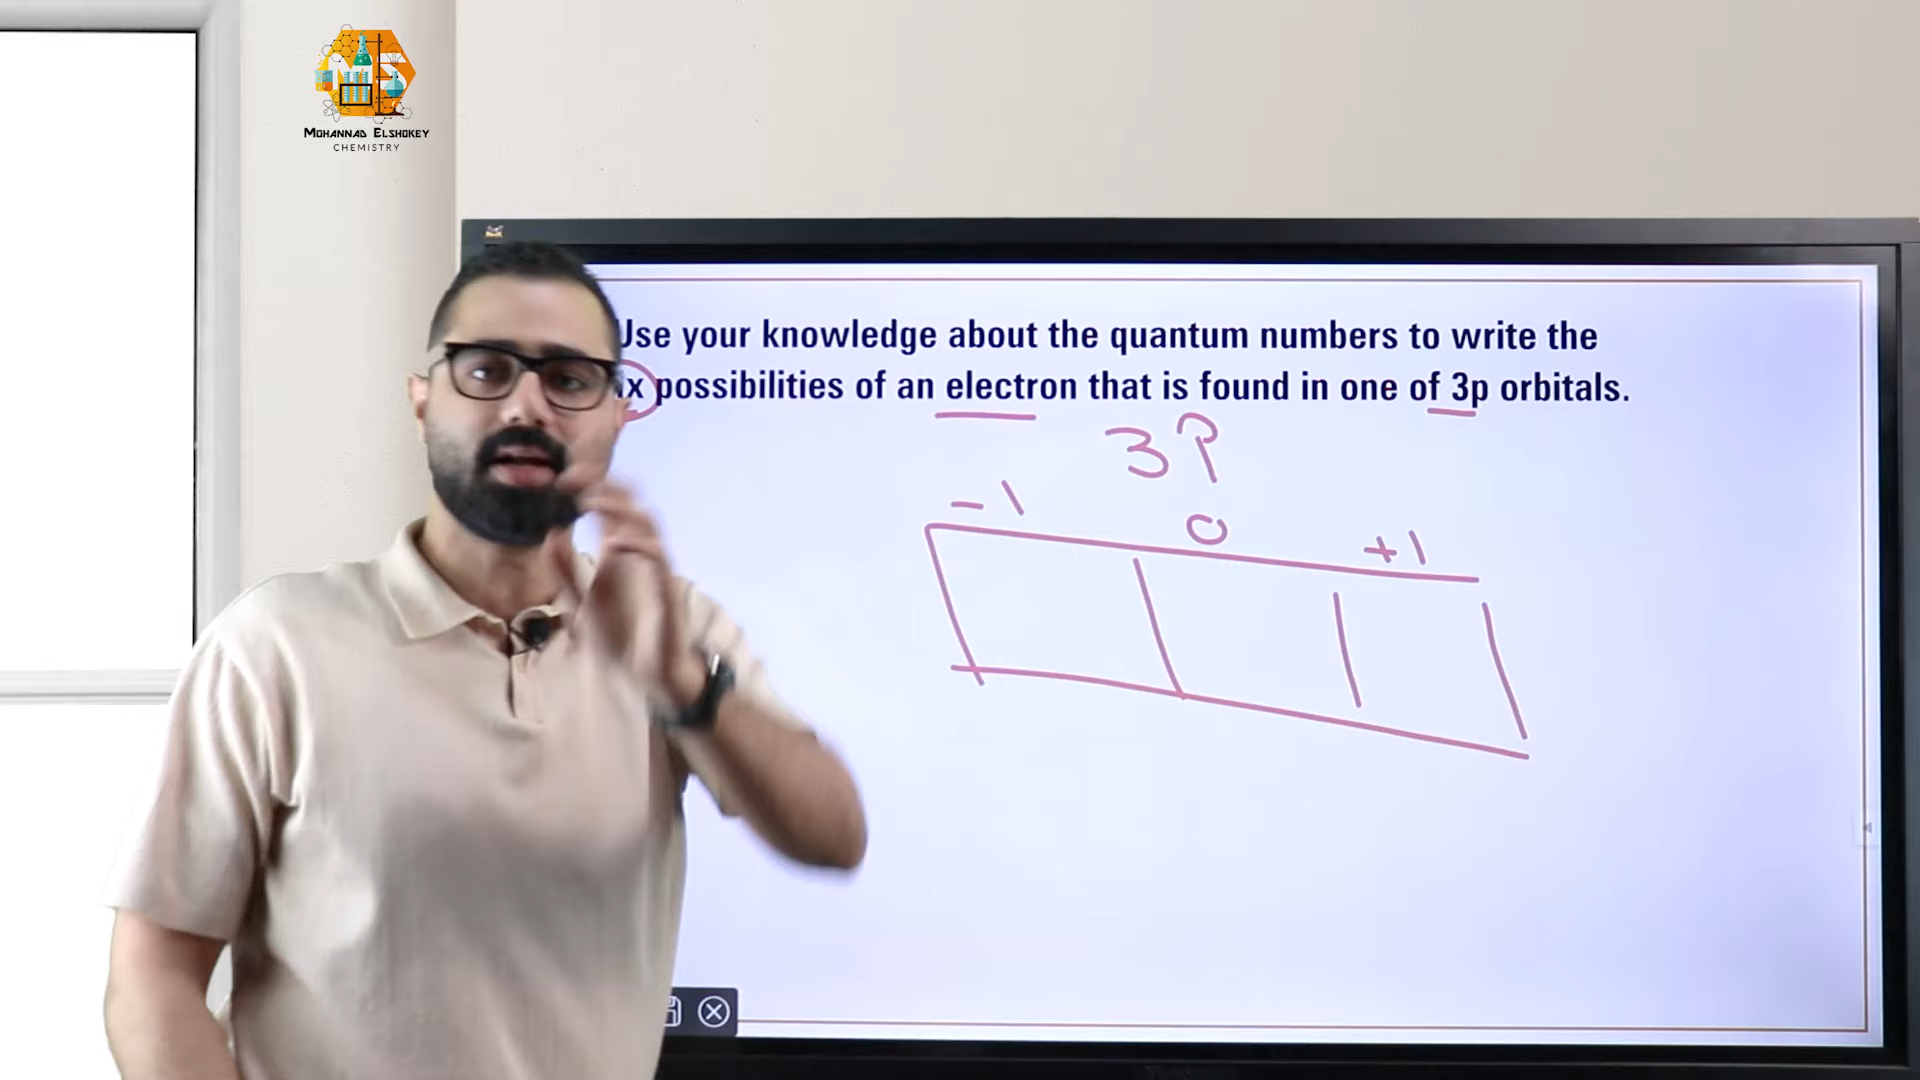 MS
MOHANNAD ELSHOKEY
CHEMISTRY
Use your knowledge about the quantum numbers to write the
possibilities of an electron that is found in one of 3p orbitals.
3P
-1 0 +1